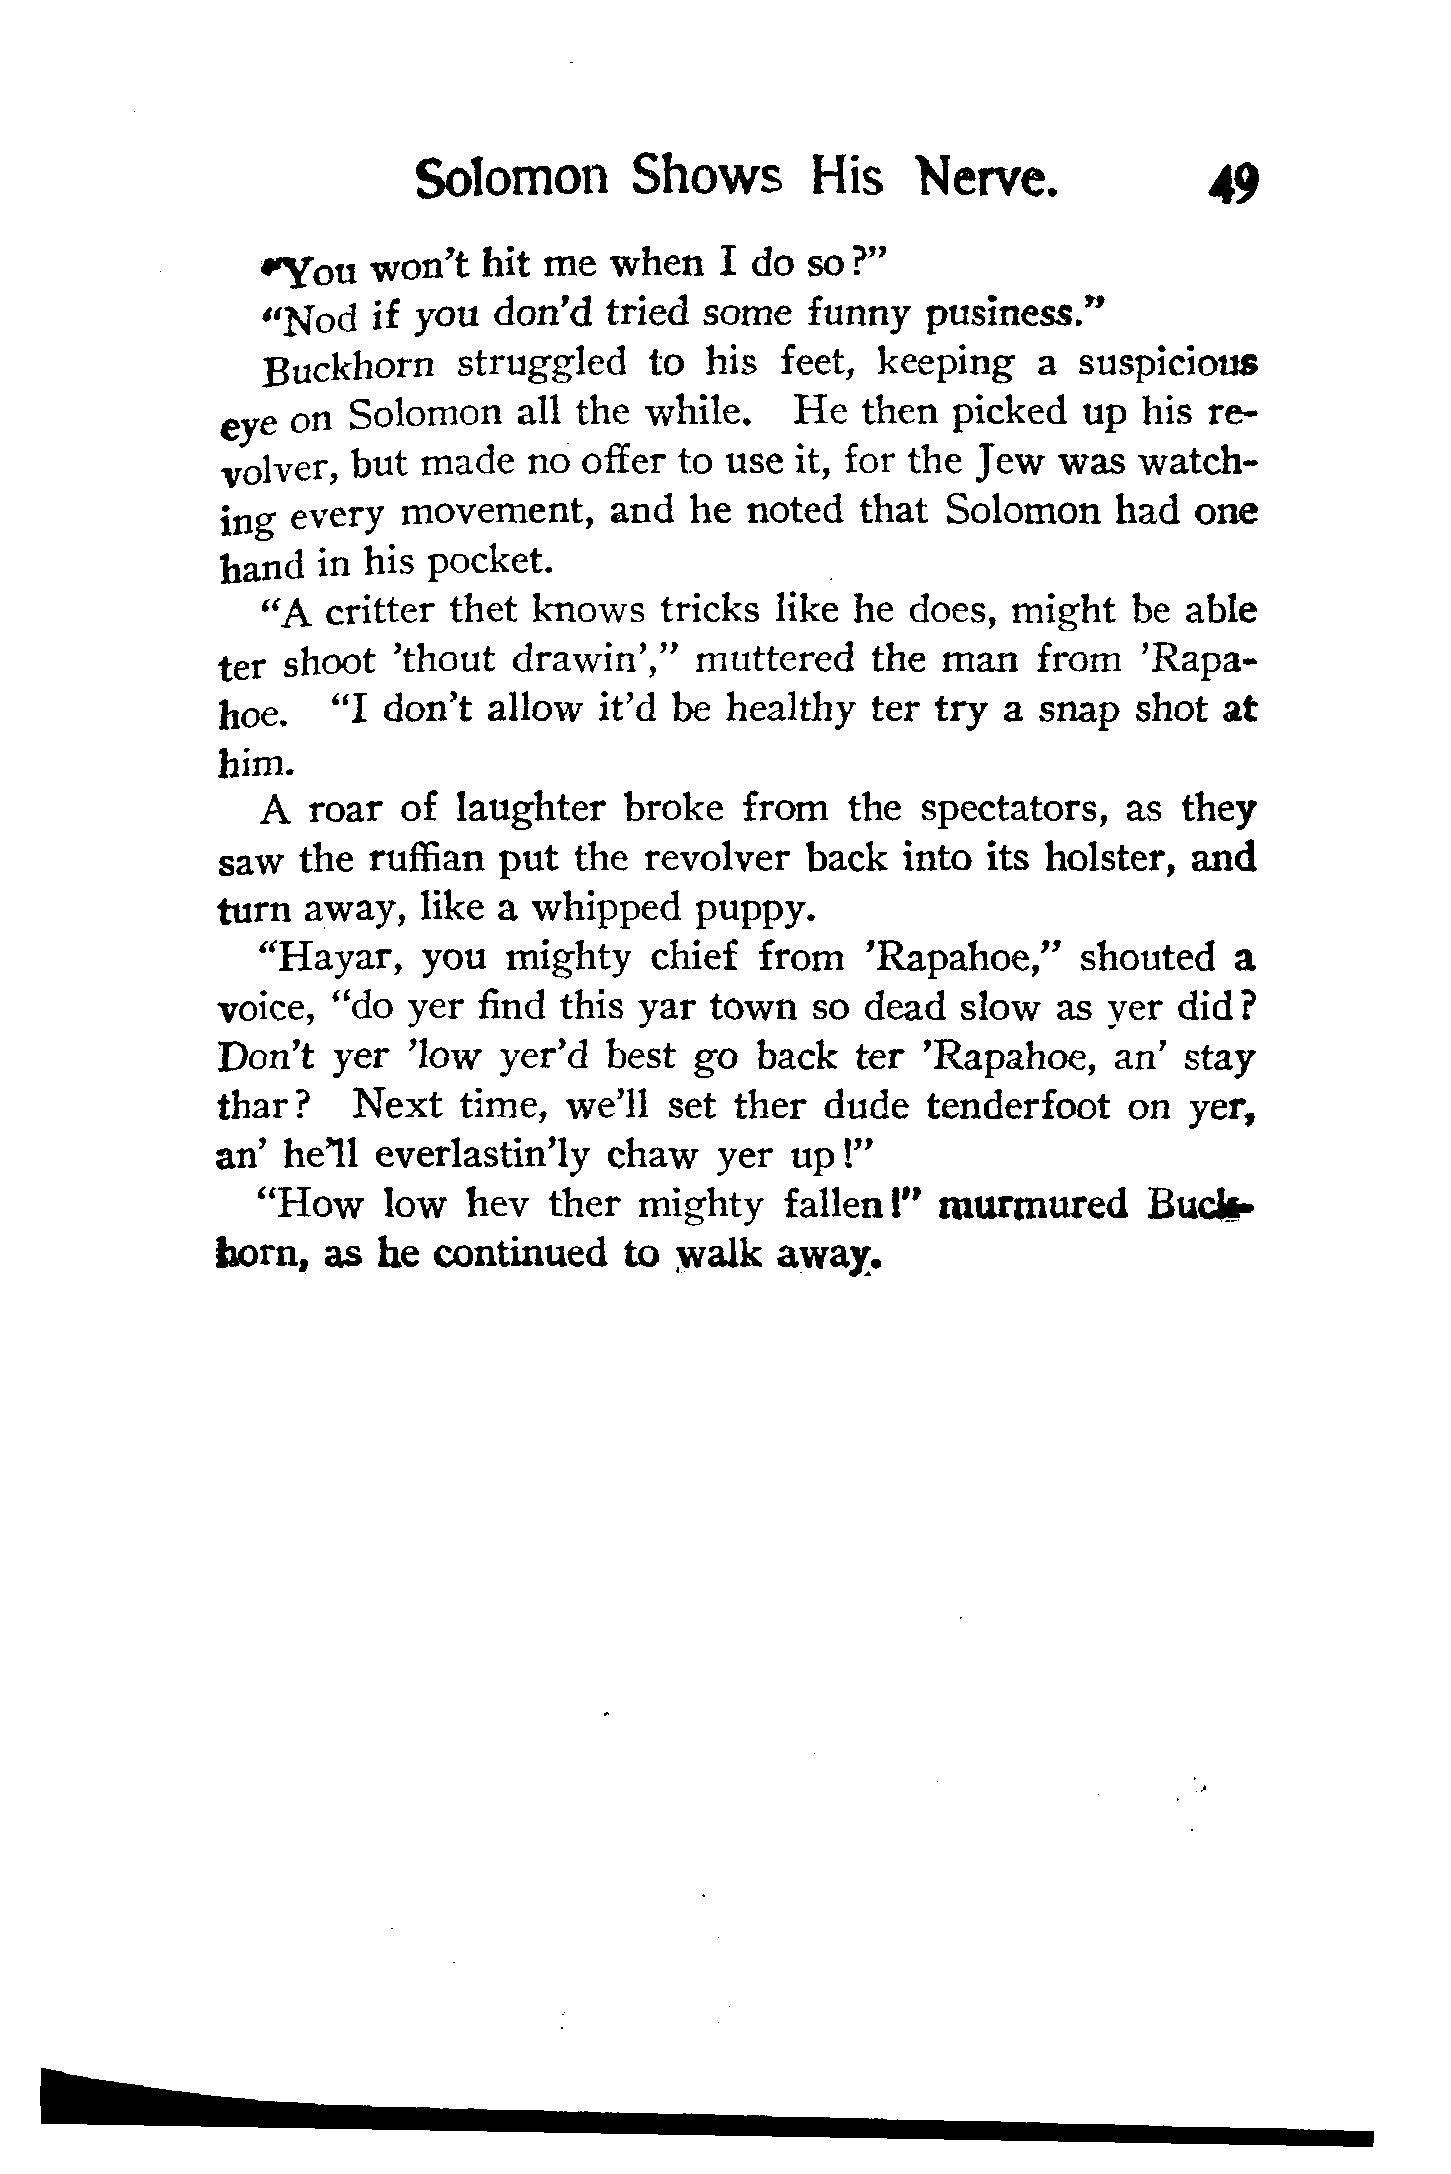 Solomon Shows His Nerve. 49
"You won't hit me when I do so?"
"Nod if you don'd tried some funny pusiness."
Buckhorn struggled to his feet, keeping a suspicious
eye on Solomon all the while. He then picked up his re-
volver, but made no offer to use it, for the Jew was watch-
ing every movement, and he noted that Solomon had one
hand in his pocket.
"A critter thet knows tricks like he does, might be able
ter shoot 'thout drawin'," muttered the man from 'Rapa-
hoe. "I don't allow it'd be healthy ter try a snap shot at
him.
A roar of laughter broke from the spectators, as they
saw the ruffian put the revolver back into its holster, and
turn away, like a whipped puppy.
"Hayar, you mighty chief from 'Rapahoe," shouted a
voice, "do yer find this yar town so dead slow as yer did?
Don't yer 'low yer'd best go back ter 'Rapahoe, an' stay
thar? Next time, we'll set ther dude tenderfoot on yer,
an' he'll everlastin'ly chaw yer up!"
"How low hev ther mighty fallen!" murmured Buck-
horn, as he continued to walk away.